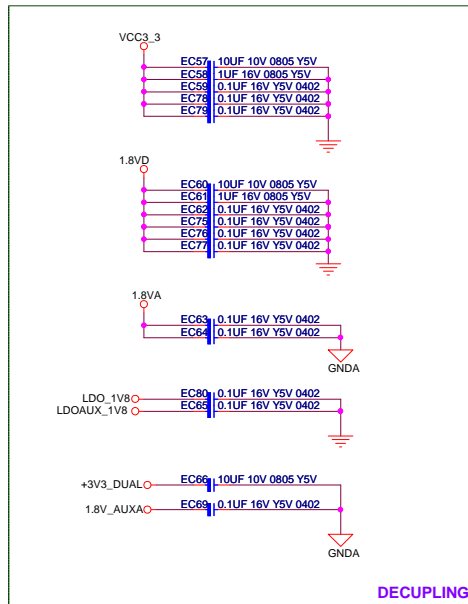 VCC3_3
EC57 10UF 10V 0805 Y5V
EC58 1UF 16V 0805 Y5V
EC59 0.1UF 16V Y5V 0402
EC78 0.1UF 16V Y5V 0402
EC79 0.1UF 16V Y5V 0402
1.8VD
EC60 10UF 10V 0805 Y5V
EC61 1UF 16V 0805 Y5V
EC62 0.1UF 16V Y5V 0402
EC75 0.1UF 16V Y5V 0402
EC76 0.1UF 16V Y5V 0402
EC77 0.1UF 16V Y5V 0402
1.8VA
EC63 0.1UF 16V Y5V 0402
EC64 0.1UF 16V Y5V 0402
GNDA
LDO_1V8 EC80 0.1UF 16V Y5V 0402
LDOAUX_1V8 EC65 0.1UF 16V Y5V 0402
+3V3_DUAL EC66 10UF 10V 0805 Y5V
1.8V_AUXA EC69 0.1UF 16V Y5V 0402
GNDA
DECUPLING